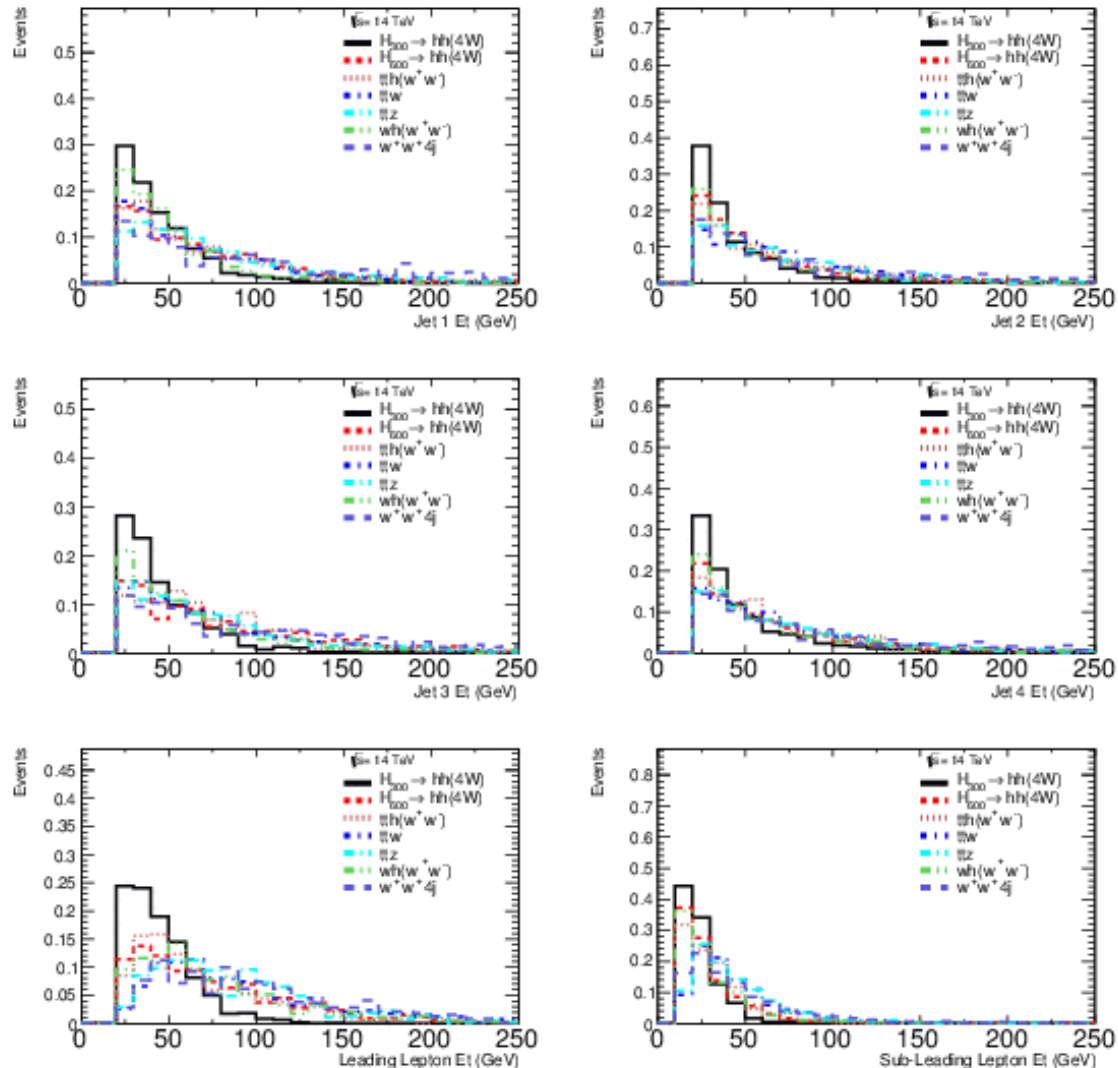 Events
√s= 14 TeV
H300 → hh(4W)
H500 → hh(4W)
tth(w+w-)
ttw
ttz
wh(w+w-)
w+w+4j
0.5
0.4
0.3
0.2
0.1
0
0 50 100 150 200 250
Jet 1 Et (GeV)
Events
√s= 14 TeV
H300 → hh(4W)
H500 → hh(4W)
tth(w+w-)
ttw
ttz
wh(w+w-)
w+w+4j
0.7
0.6
0.5
0.4
0.3
0.2
0.1
0
0 50 100 150 200 250
Jet 2 Et (GeV)
Events
√s= 14 TeV
H300 → hh(4W)
H500 → hh(4W)
tth(w+w-)
ttw
ttz
wh(w+w-)
w+w+4j
0.5
0.4
0.3
0.2
0.1
0
0 50 100 150 200 250
Jet 3 Et (GeV)
Events
√s= 14 TeV
H300 → hh(4W)
H500 → hh(4W)
tth(w+w-)
ttw
ttz
wh(w+w-)
w+w+4j
0.6
0.5
0.4
0.3
0.2
0.1
0
0 50 100 150 200 250
Jet 4 Et (GeV)
Events
√s= 14 TeV
H300 → hh(4W)
H500 → hh(4W)
tth(w+w-)
ttw
ttz
wh(w+w-)
w+w+4j
0.45
0.4
0.35
0.3
0.25
0.2
0.15
0.1
0.05
0
0 50 100 150 200 250
Leading Lepton Et (GeV)
Events
√s= 14 TeV
H300 → hh(4W)
H500 → hh(4W)
tth(w+w-)
ttw
ttz
wh(w+w-)
w+w+4j
0.8
0.7
0.6
0.5
0.4
0.3
0.2
0.1
0
0 50 100 150 200 250
Sub-Leading Lepton Et (GeV)